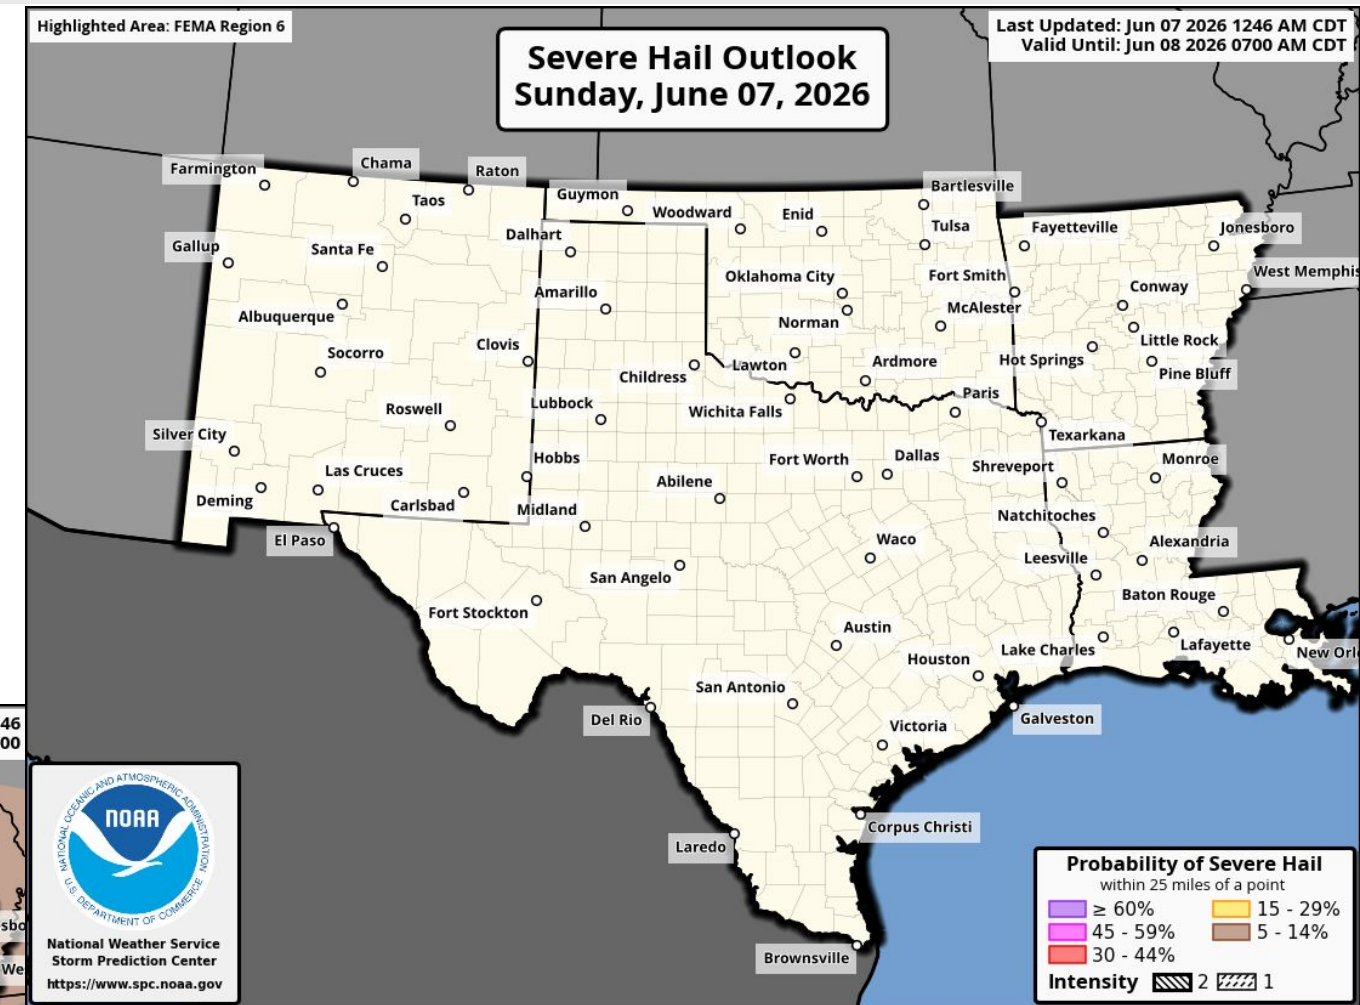 Highlighted Area: FEMA Region 6
Severe Hail Outlook
Sunday, June 07, 2026
Last Updated: Jun 07 2026 1246 AM CDT
Valid Until: Jun 08 2026 0700 AM CDT
Farmington
Chama
Raton
Taos
Guymon
Woodward
Enid
Bartlesville
Tulsa
Fayetteville
Jonesboro
Gallup
Santa Fe
Dalhart
Oklahoma City
Fort Smith
West Memphis
Albuquerque
Amarillo
Norman
McAlester
Conway
Little Rock
Socorro
Clovis
Childress
Lawton
Ardmore
Hot Springs
Pine Bluff
Roswell
Lubbock
Wichita Falls
Paris
Texarkana
Silver City
Las Cruces
Hobbs
Abilene
Fort Worth
Dallas
Shreveport
Monroe
Deming
Carlsbad
Midland
Natchitoches
El Paso
San Angelo
Waco
Leesville
Alexandria
Fort Stockton
Baton Rouge
Austin
Houston
Lake Charles
Lafayette
New Orl
San Antonio
Del Rio
Victoria
Galveston
Laredo
Corpus Christi
Brownsville
46
00
sbo
We
NATIONAL OCEANIC AND ATMOSPHERIC ADMINISTRATION
NOAA
U.S. DEPARTMENT OF COMMERCE
National Weather Service
Storm Prediction Center
https://www.spc.noaa.gov
Probability of Severe Hail
within 25 miles of a point
≥ 60%
15 - 29%
45 - 59%
5 - 14%
30 - 44%
Intensity 2 1